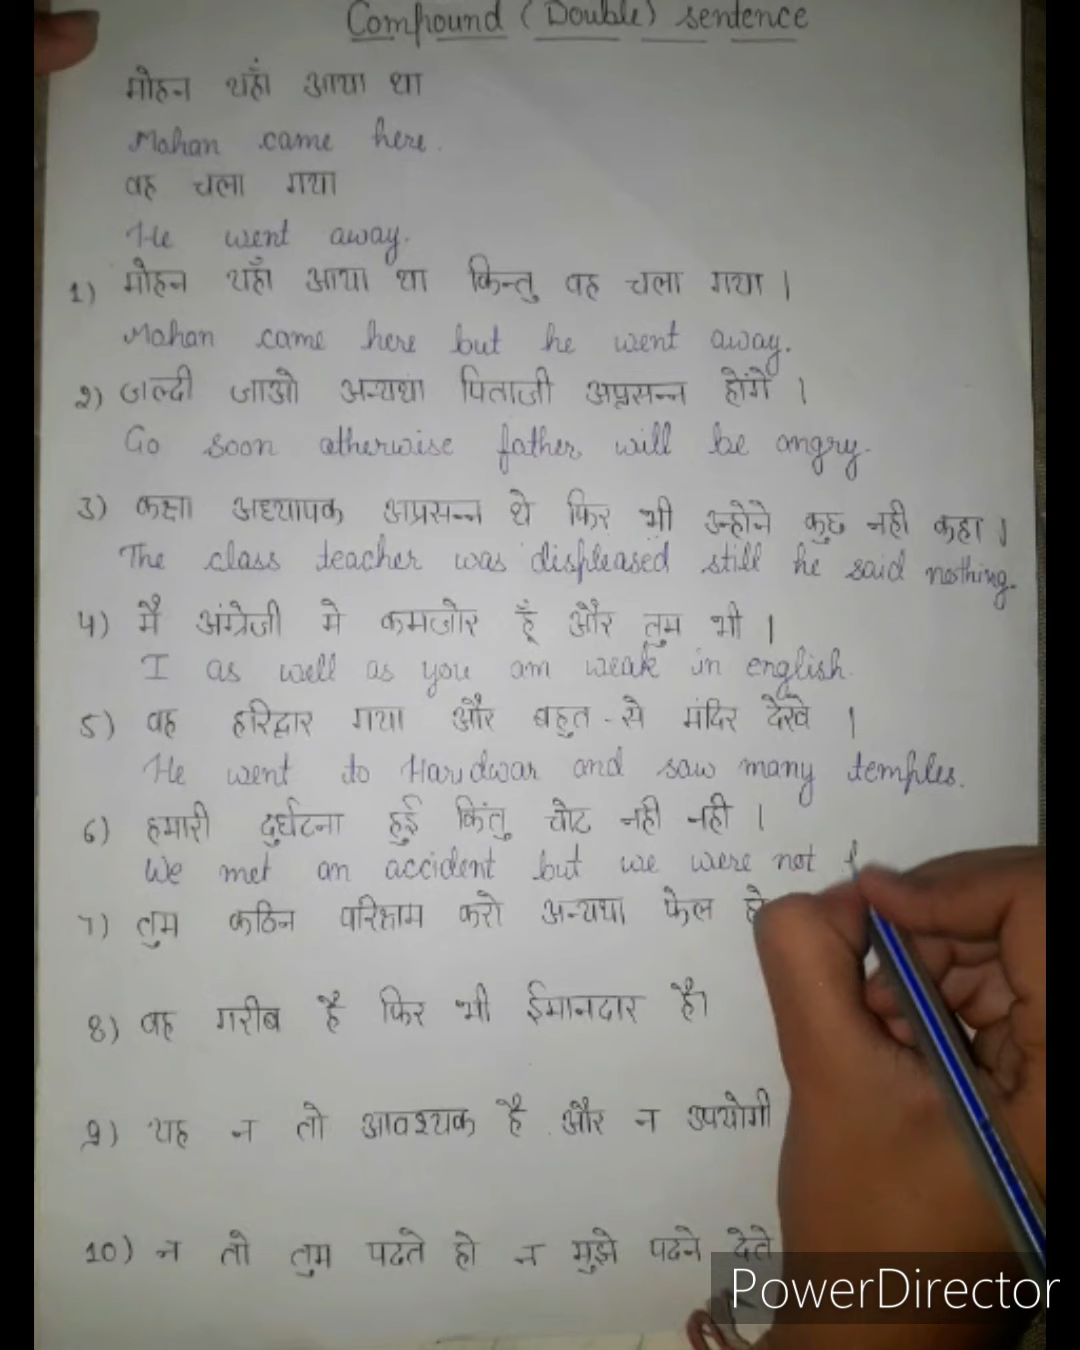 Compound (Double) sentence
मोहन यहाँ आया था
Mohan came here.
वह चला गया
He went away.
1) मोहन यहाँ आया था किन्तु वह चला गया ।
Mohan came here but he went away.
2) जल्दी जाओ अन्यथा पिताजी अप्रसन्न होगें ।
Go soon otherwise father will be angry.
3) कक्षा अध्यापक अप्रसन्न थे फिर भी उन्होने कुछ नही कहा ।
The class teacher was displeased still he said nothing.
4) मै अंग्रेजी मे कमजोर हूँ और तुम भी ।
I as well as you am weak in english.
5) वह हरिद्वार गया और बहुत-से मंदिर देखे ।
He went to Haridwar and saw many temples.
6) हमारी दुर्घटना हुई किंतु चोट नही नही ।
We met an accident but we were not
7) तुम कठिन परिश्राम करो अन्यथा फेल
8) वह गरीब है फिर भी ईमानदार है।
9) यह न तो आवश्यक है और न उपयोगी
10) न तो तुम पढते हो न मुझे पढने देते
PowerDirector